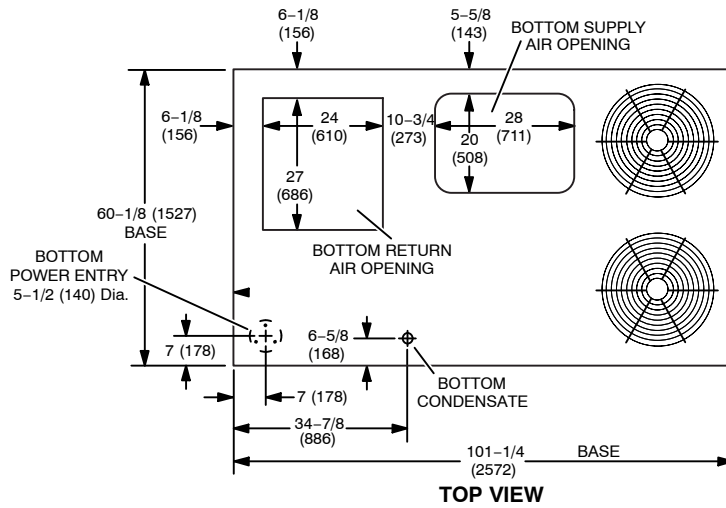 6–1/8
(156)
5–5/8
(143)
BOTTOM SUPPLY
AIR OPENING
6–1/8
(156)
24
(610)
10–3/4
(273)
28
(711)
20
(508)
27
(686)
60–1/8 (1527)
BASE
BOTTOM RETURN
AIR OPENING
BOTTOM
POWER ENTRY
5–1/2 (140) Dia.
7 (178)
6–5/8
(168)
7 (178)
BOTTOM
CONDENSATE
34–7/8
(886)
101–1/4
(2572)
BASE
TOP VIEW